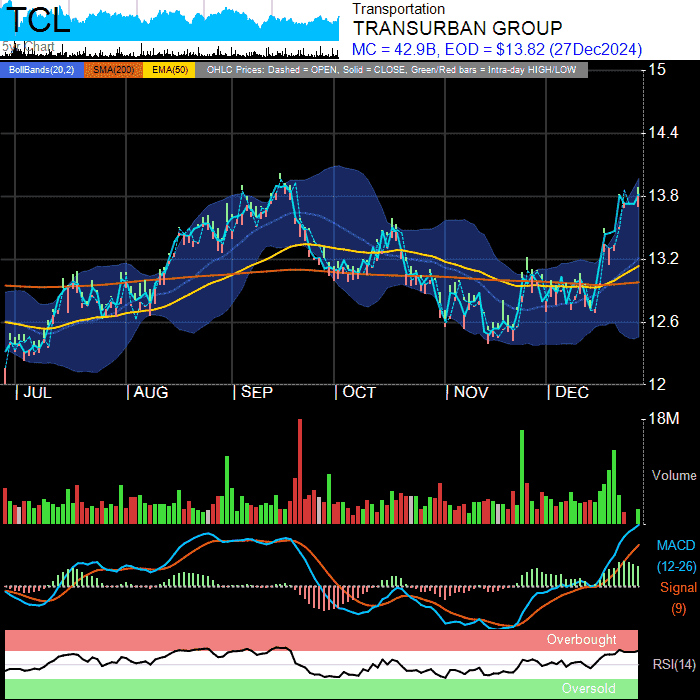 TCL
5yr Chart
Transportation
TRANSURBAN GROUP
MC = 42.9B, EOD = $13.82 (27Dec2024)
BollBands(20,2) SMA(200) EMA(50) OHLC Prices: Dashed = OPEN, Solid = CLOSE, Green/Red bars = Intra-day HIGH/LOW
15
14.4
13.8
13.2
12.6
12
JUL AUG SEP OCT NOV DEC
18M
Volume
MACD
(12-26)
Signal
(9)
Overbought
RSI(14)
Oversold